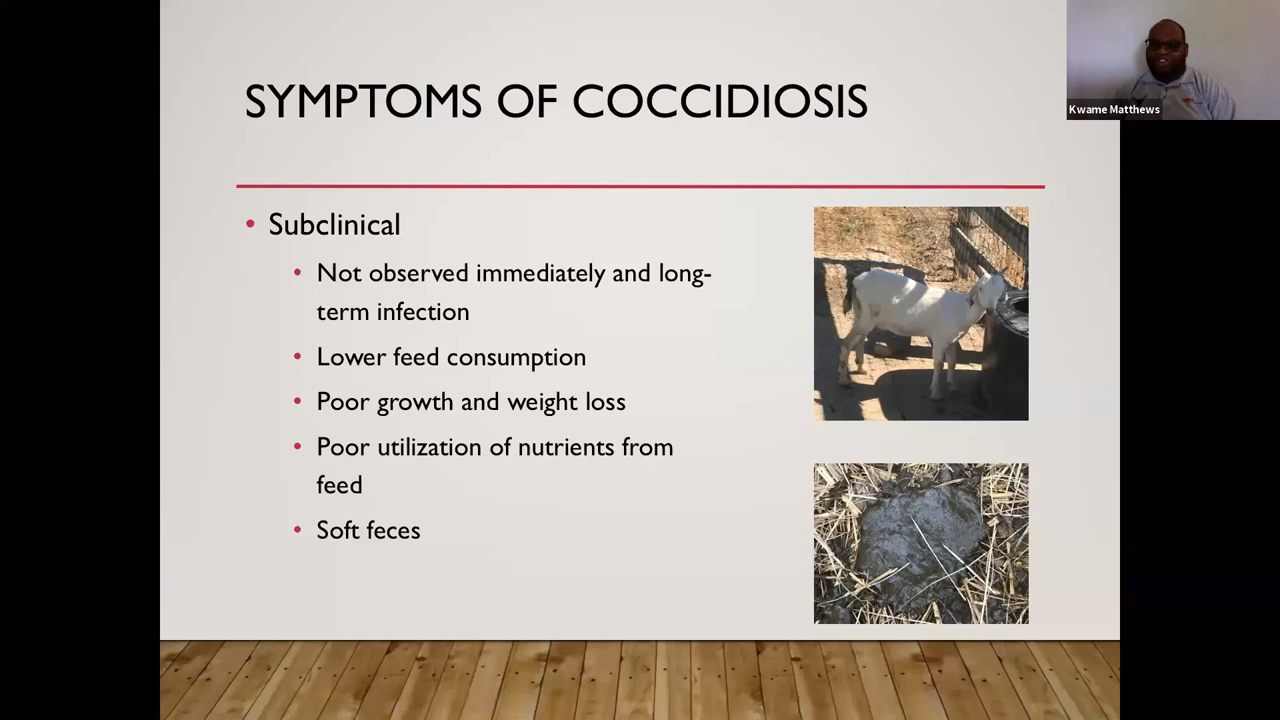 SYMPTOMS OF COCCIDIOSIS
Kwame Matthews
• Subclinical
• Not observed immediately and long-
term infection
• Lower feed consumption
• Poor growth and weight loss
• Poor utilization of nutrients from
feed
• Soft feces